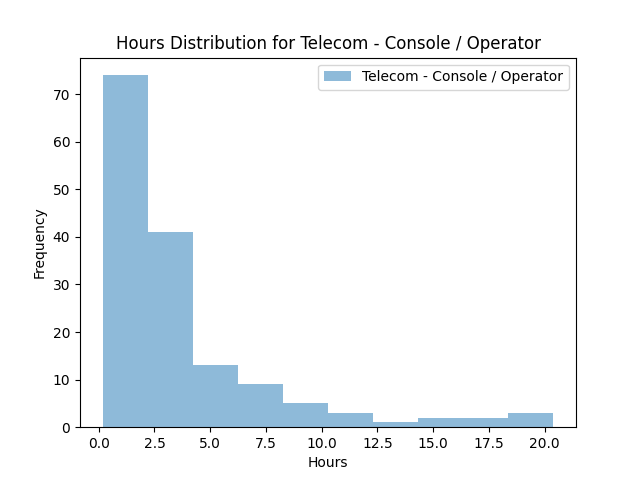 Hours Distribution for Telecom - Console / Operator
Telecom - Console / Operator
70
60
50
40
30
20
10
0
Frequency
0.0 2.5 5.0 7.5 10.0 12.5 15.0 17.5 20.0
Hours